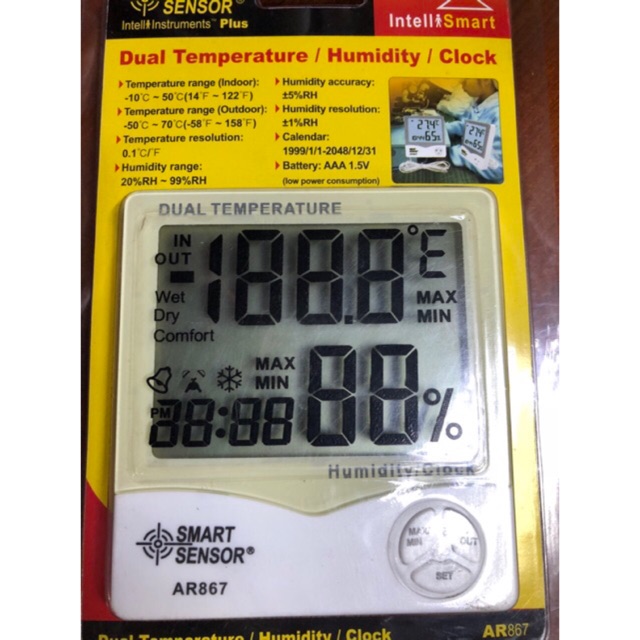 SENSOR®
Intelli Instruments™ Plus
IntelliSmart
Dual Temperature / Humidity / Clock
Temperature range (Indoor):
-10°C ~ 50°C(14°F ~ 122°F)
Temperature range (Outdoor):
-50°C ~ 70°C(-58°F ~ 158°F)
Temperature resolution:
0.1°C/°F
Humidity range:
20%RH ~ 99%RH
Humidity accuracy:
±5%RH
Humidity resolution:
±1%RH
Calendar:
1999/1/1-2048/12/31
Battery: AAA 1.5V
(low power consumption)
DUAL TEMPERATURE
IN
OUT
-188.8°E
Wet
Dry
Comfort
MAX
MIN
MAX
MIN
PM
88:88
88%
Humidity/Clock
SMART
SENSOR®
AR867
MAX
MIN
OUT
SET
Dual Temperature / Humidity / Clock
AR867